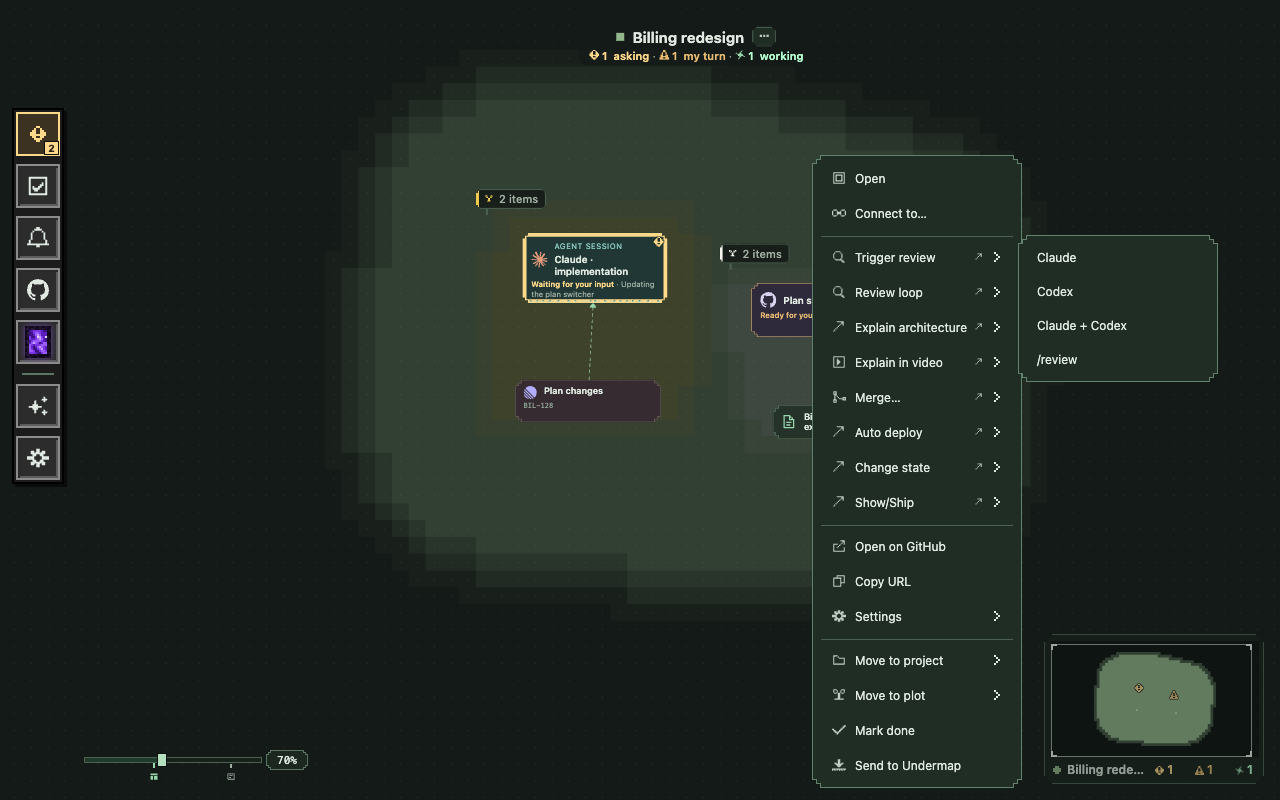 Billing redesign ···
1 asking · 1 my turn · 1 working
2
2 items
AGENT SESSION
Claude ·
implementation
Waiting for your input · Updating
the plan switcher
2 items
Plan s
Ready for you
Plan changes
BIL-128
Bi
ex
Open
Connect to...
Trigger review
Review loop
Explain architecture
Explain in video
Merge...
Auto deploy
Change state
Show/Ship
Open on GitHub
Copy URL
Settings
Move to project
Move to plot
Mark done
Send to Undermap
Claude
Codex
Claude + Codex
/review
70%
Billing rede... 1 1 1